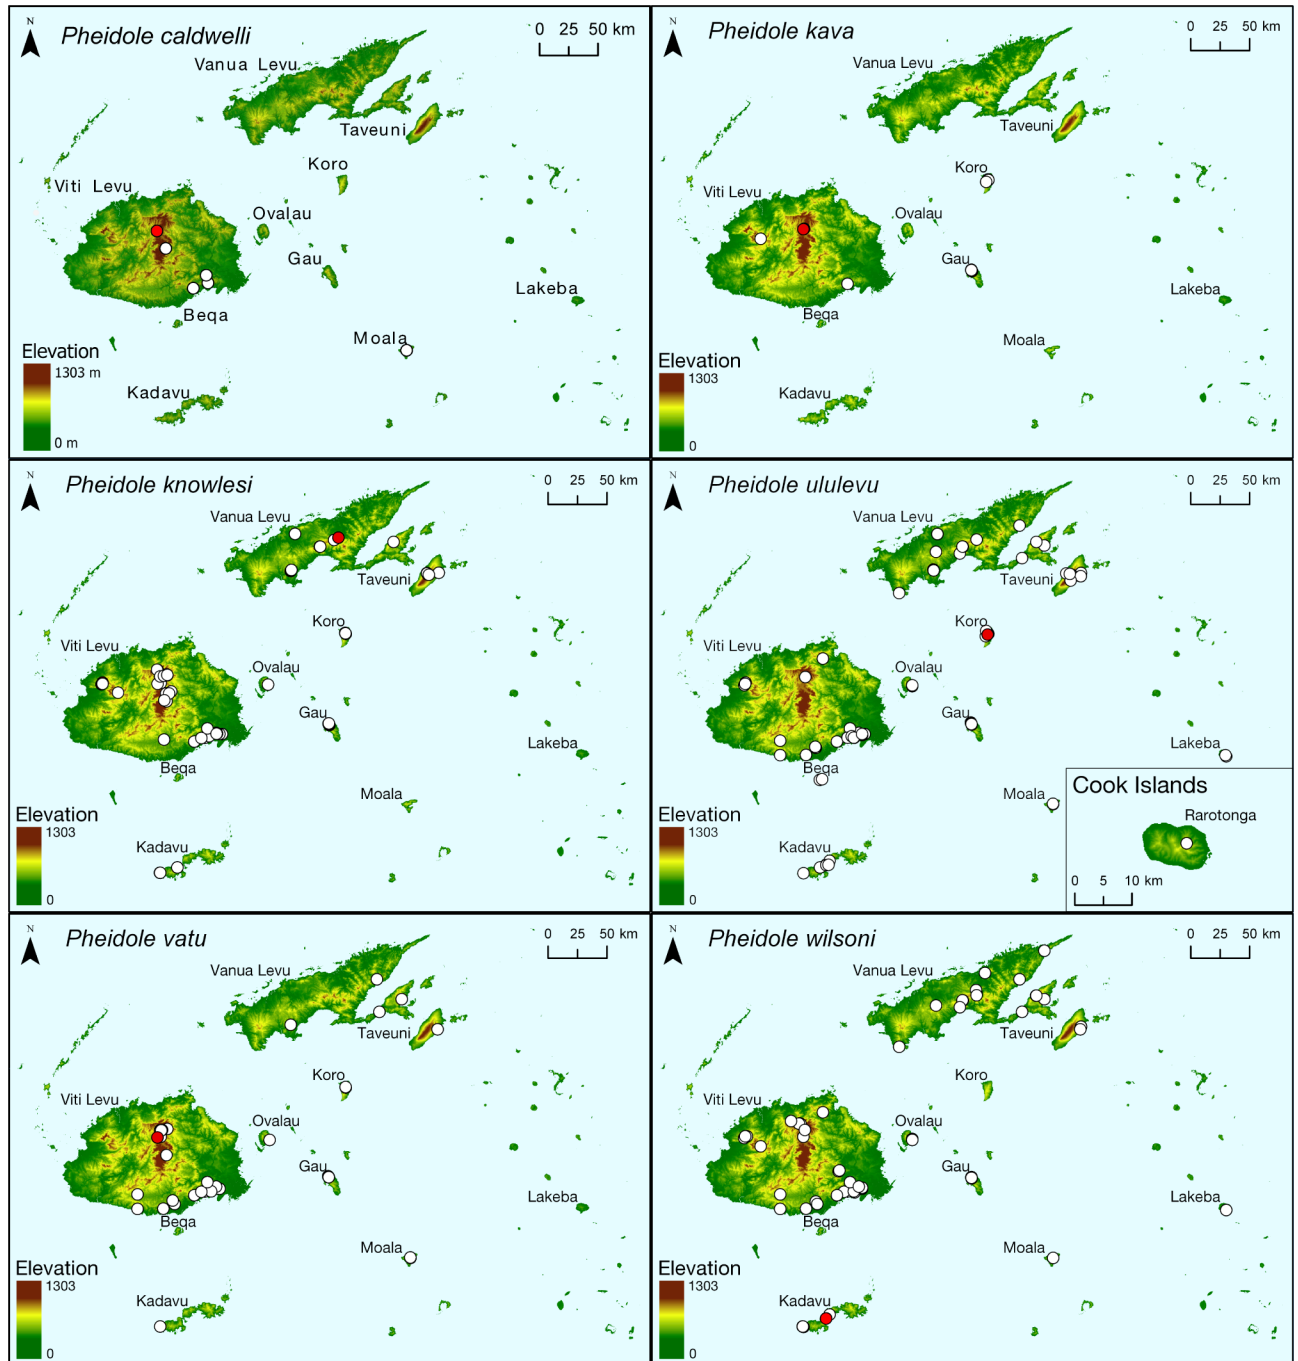 N
Pheidole caldwelli
0 25 50 km
Vanua Levu
Taveuni
Koro
Viti Levu
Ovalau
Gau
Lakeba
Beqa
Moala
Elevation
1303 m
0 m
Kadavu
N
Pheidole kava
0 25 50 km
Vanua Levu
Taveuni
Koro
Viti Levu
Ovalau
Gau
Lakeba
Beqa
Moala
Elevation
1303
0
Kadavu
N
Pheidole knowlesi
0 25 50 km
Vanua Levu
Taveuni
Koro
Viti Levu
Ovalau
Gau
Lakeba
Beqa
Moala
Elevation
1303
0
Kadavu
N
Pheidole ululevu
0 25 50 km
Vanua Levu
Taveuni
Koro
Viti Levu
Ovalau
Gau
Lakeba
Beqa
Moala
Elevation
1303
0
Kadavu
Cook Islands
Rarotonga
0 5 10 km
N
Pheidole vatu
0 25 50 km
Vanua Levu
Taveuni
Koro
Viti Levu
Ovalau
Gau
Lakeba
Beqa
Moala
Elevation
1303
0
Kadavu
N
Pheidole wilsoni
0 25 50 km
Vanua Levu
Taveuni
Koro
Viti Levu
Ovalau
Gau
Lakeba
Beqa
Moala
Elevation
1303
0
Kadavu